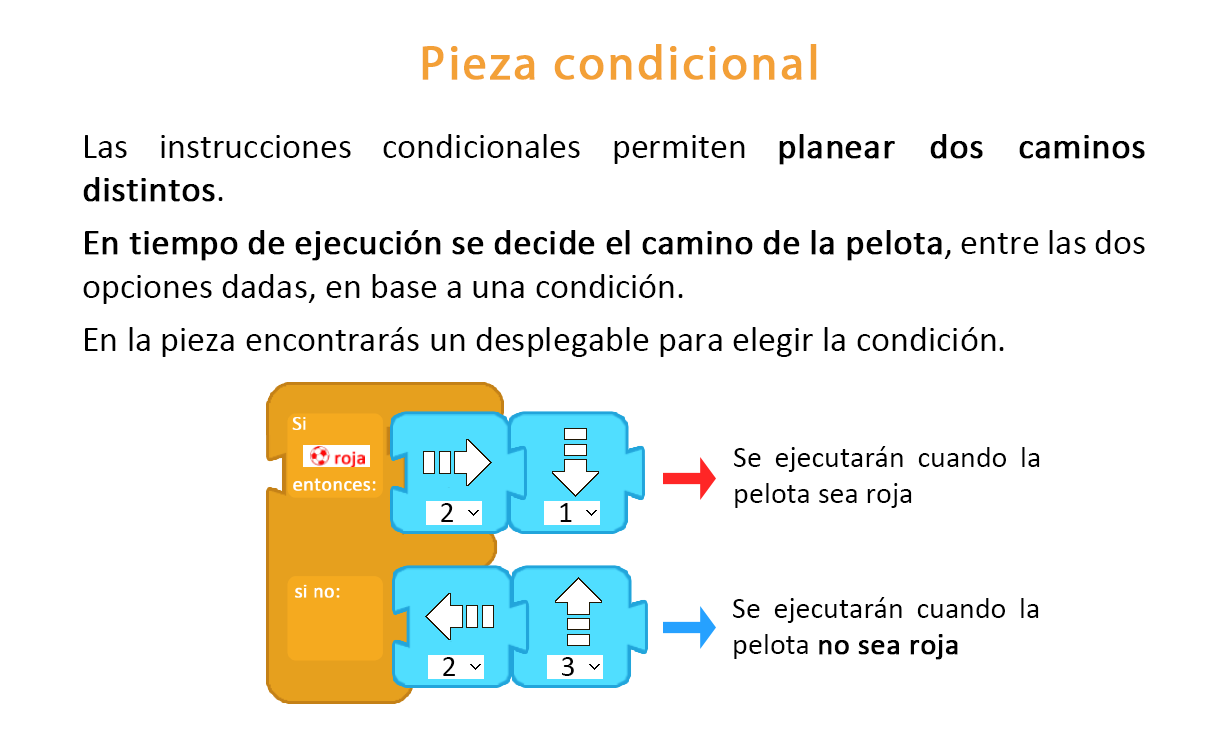 Pieza condicional
Las instrucciones condicionales permiten planear dos caminos
distintos.
En tiempo de ejecución se decide el camino de la pelota, entre las dos
opciones dadas, en base a una condición.
En la pieza encontrarás un desplegable para elegir la condición.
Si
roja
entonces:
2
1
Se ejecutarán cuando la
pelota sea roja
si no:
2
3
Se ejecutarán cuando la
pelota no sea roja